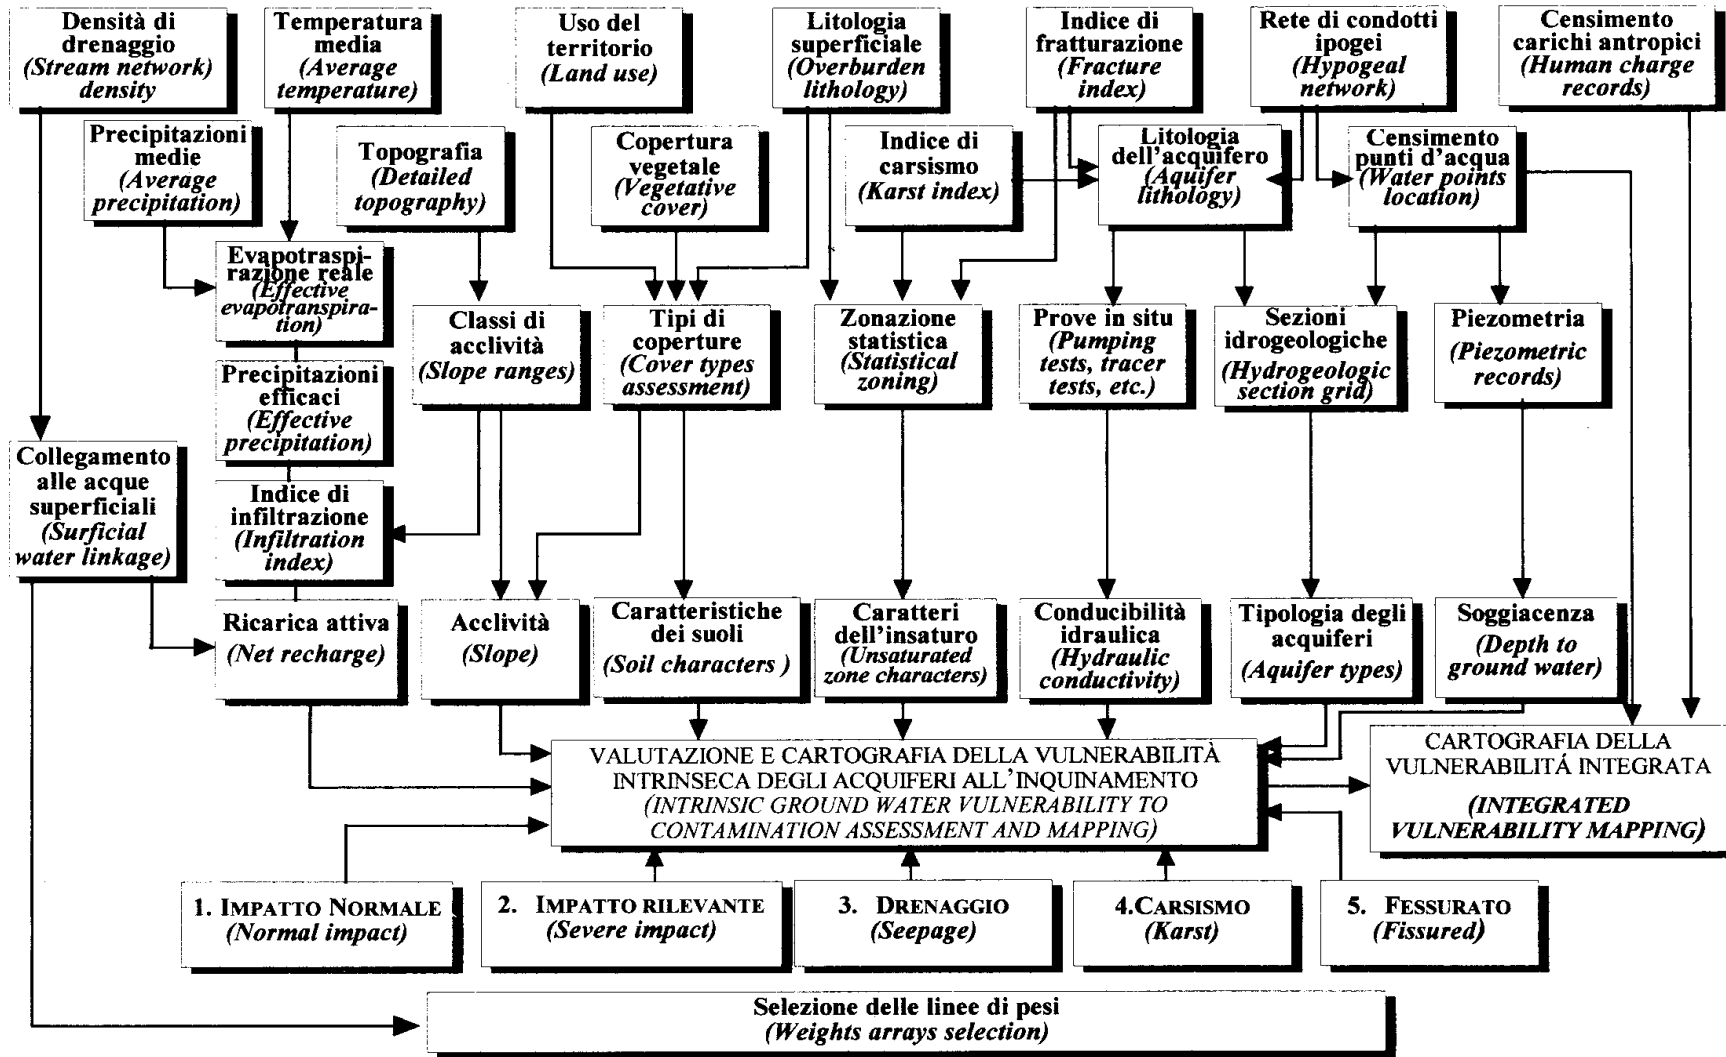 Densità di
drenaggio
(Stream network)
density
Temperatura
media
(Average
temperature)
Uso del
territorio
(Land use)
Litologia
superficiale
(Overburden
lithology)
Indice di
fratturazione
(Fracture
index)
Rete di condotti
ipogei
(Hypogeal
network)
Censimento
carichi antropici
(Human charge
records)
Precipitazioni
medie
(Average
precipitation)
Topografia
(Detailed
topography)
Copertura
vegetale
(Vegetative
cover)
Indice di
carsismo
(Karst index)
Litologia
dell'acquifero
(Aquifer
lithology)
Censimento
punti d'acqua
(Water points
location)
Evapotraspi-
razione reale
(Effective
evapotranspira-
tion)
Classi di
acclività
(Slope ranges)
Tipi di
coperture
(Cover types
assessment)
Zonazione
statistica
(Statistical
zoning)
Prove in situ
(Pumping
tests, tracer
tests, etc.)
Sezioni
idrogeologiche
(Hydrogeologic
section grid)
Piezometria
(Piezometric
records)
Precipitazioni
efficaci
(Effective
precipitation)
Collegamento
alle acque
superficiali
(Surficial
water linkage)
Indice di
infiltrazione
(Infiltration
index)
Ricarica attiva
(Net recharge)
Acclività
(Slope)
Caratteristiche
dei suoli
(Soil characters )
Caratteri
dell'insaturo
(Unsaturated
zone characters)
Conducibilità
idraulica
(Hydraulic
conductivity)
Tipologia degli
acquiferi
(Aquifer types)
Soggiacenza
(Depth to
ground water)
VALUTAZIONE E CARTOGRAFIA DELLA VULNERABILITÀ
INTRINSECA DEGLI ACQUIFERI ALL'INQUINAMENTO
(INTRINSIC GROUND WATER VULNERABILITY TO
CONTAMINATION ASSESSMENT AND MAPPING)
CARTOGRAFIA DELLA
VULNERABILITÁ INTEGRATA
(INTEGRATED
VULNERABILITY MAPPING)
1. IMPATTO NORMALE
(Normal impact)
2. IMPATTO RILEVANTE
(Severe impact)
3. DRENAGGIO
(Seepage)
4.CARSISMO
(Karst)
5. FESSURATO
(Fissured)
Selezione delle linee di pesi
(Weights arrays selection)